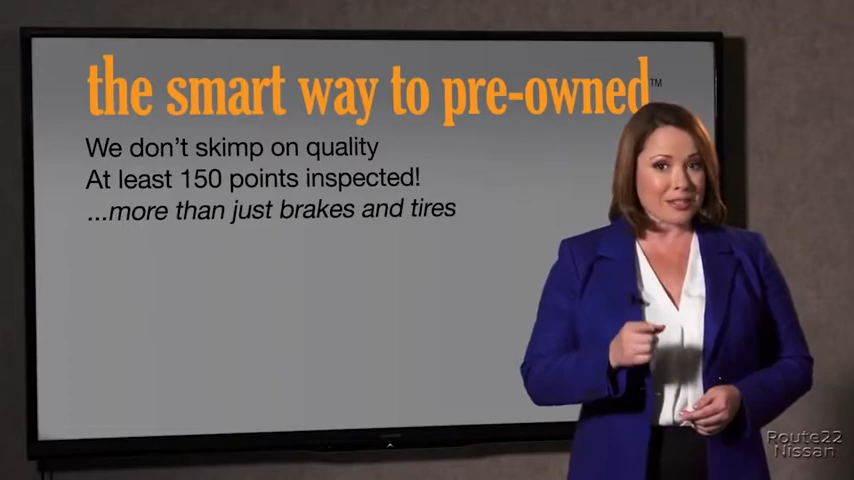 the smart way to pre-owned™
We don't skimp on quality
At least 150 points inspected!
...more than just brakes and tires
Route22
Nissan